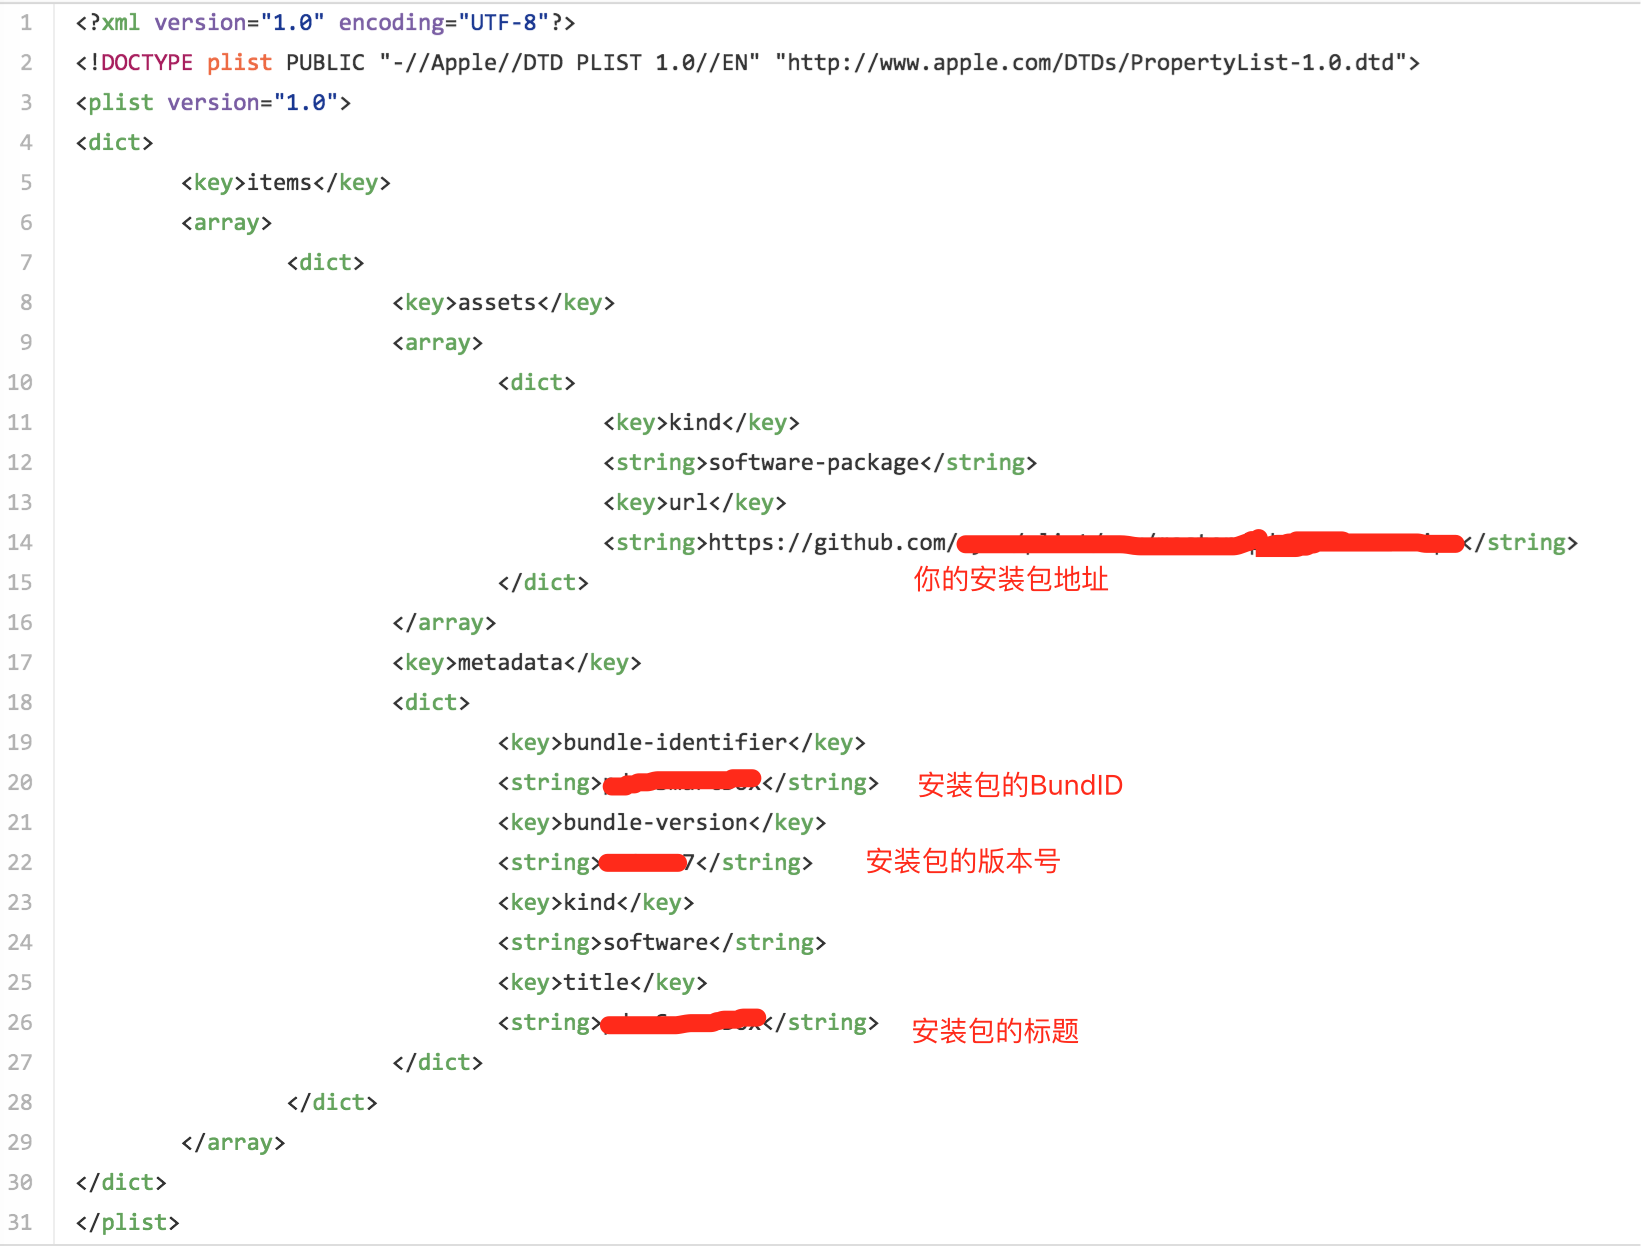 1 <?xml version="1.0" encoding="UTF-8"?>
2 <!DOCTYPE plist PUBLIC "-//Apple//DTD PLIST 1.0//EN" "http://www.apple.com/DTDs/PropertyList-1.0.dtd">
3 <plist version="1.0">
4 <dict>
5 <key>items</key>
6 <array>
7 <dict>
8 <key>assets</key>
9 <array>
10 <dict>
11 <key>kind</key>
12 <string>software-package</string>
13 <key>url</key>
14 <string>https://github.com/</string>
你的安装包地址
15 </dict>
16 </array>
17 <key>metadata</key>
18 <dict>
19 <key>bundle-identifier</key>
20 <string></string> 安装包的BundID
21 <key>bundle-version</key>
22 <string>7</string> 安装包的版本号
23 <key>kind</key>
24 <string>software</string>
25 <key>title</key>
26 <string></string> 安装包的标题
27 </dict>
28 </dict>
29 </array>
30 </dict>
31 </plist>